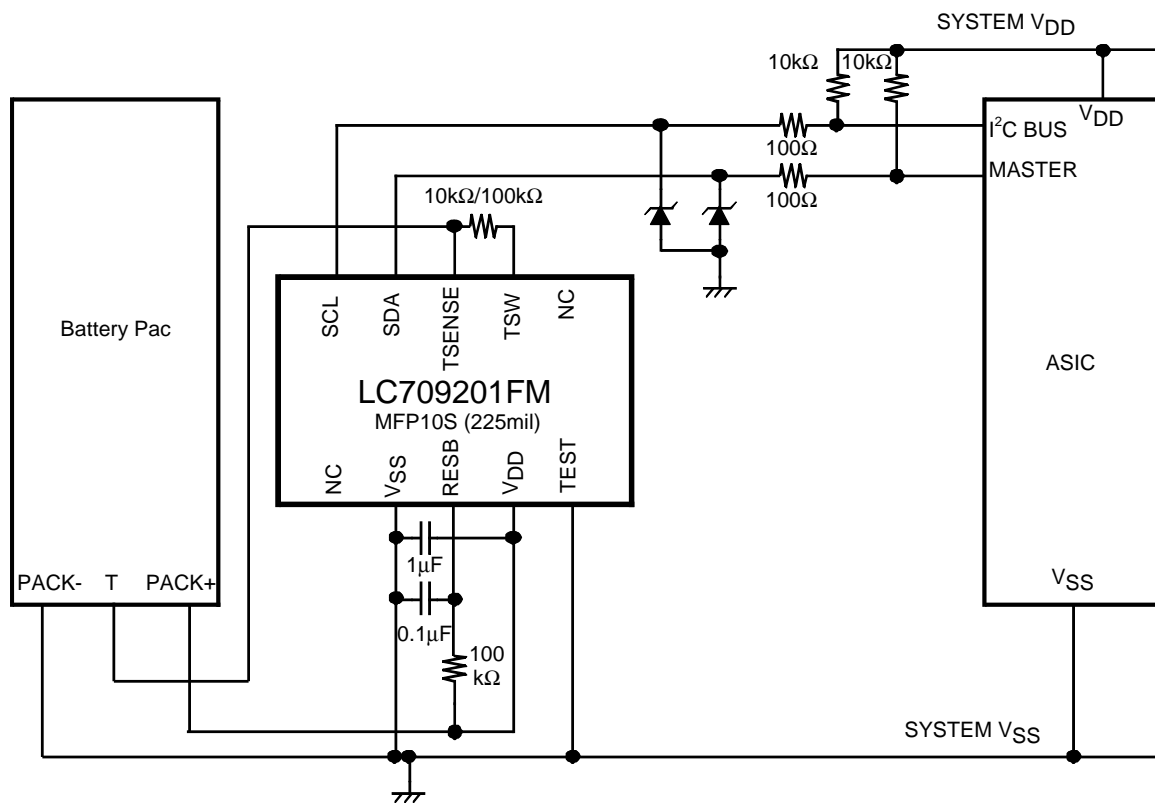 SYSTEM VDD
10kΩ 10kΩ
VDD
I²C BUS
100Ω
MASTER
100Ω
10kΩ/100kΩ
SCL
SDA
TSENSE
TSW
NC
Battery Pac
ASIC
LC709201FM
MFP10S (225mil)
NC
VSS
RESB
VDD
TEST
1μF
PACK- T PACK+
VSS
0.1μF
100
kΩ
SYSTEM VSS